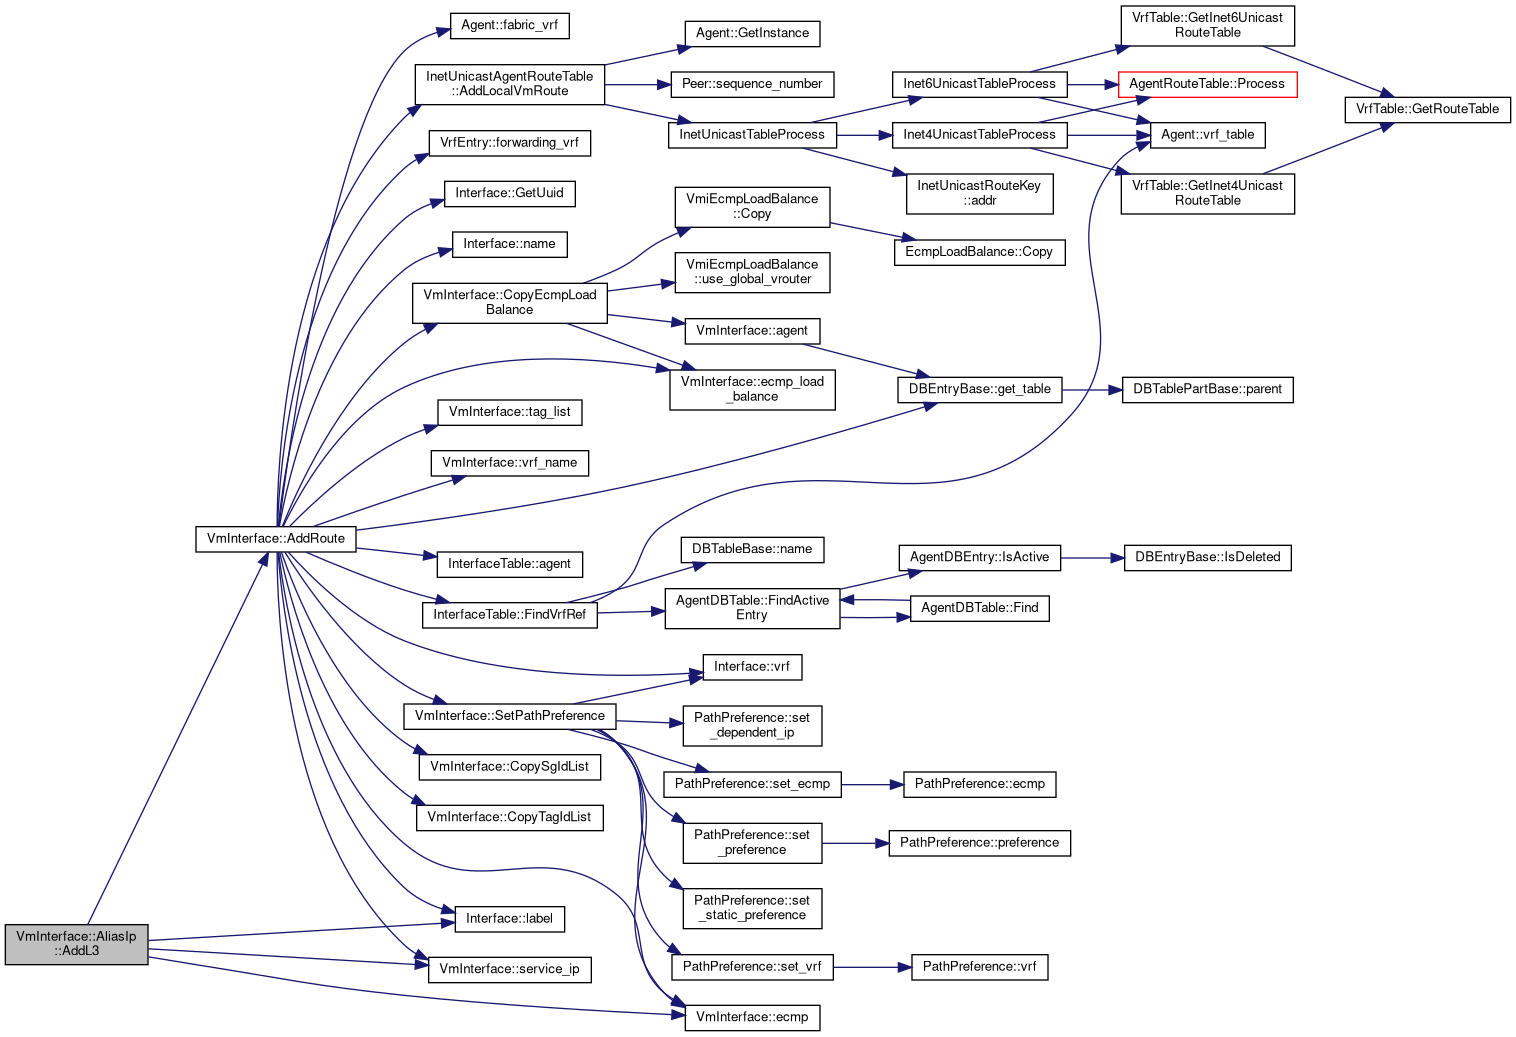 VmInterface::AliasIp
::AddL3
VmInterface::AddRoute
Agent::fabric_vrf
InetUnicastAgentRouteTable
::AddLocalVmRoute
VrfEntry::forwarding_vrf
Interface::GetUuid
Interface::name
VmInterface::CopyEcmpLoad
Balance
VmInterface::tag_list
VmInterface::vrf_name
InterfaceTable::agent
InterfaceTable::FindVrfRef
VmInterface::SetPathPreference
VmInterface::CopySgIdList
VmInterface::CopyTagIdList
Interface::label
VmInterface::service_ip
Agent::GetInstance
Peer::sequence_number
InetUnicastTableProcess
VmiEcmpLoadBalance
::Copy
VmiEcmpLoadBalance
::use_global_vrouter
VmInterface::agent
VmInterface::ecmp_load
_balance
DBTableBase::name
AgentDBTable::FindActive
Entry
Interface::vrf
PathPreference::set
_dependent_ip
PathPreference::set_ecmp
PathPreference::set
_preference
PathPreference::set
_static_preference
PathPreference::set_vrf
VmInterface::ecmp
Inet6UnicastTableProcess
Inet4UnicastTableProcess
InetUnicastRouteKey
::addr
EcmpLoadBalance::Copy
DBEntryBase::get_table
AgentDBEntry::IsActive
AgentDBTable::Find
PathPreference::ecmp
PathPreference::preference
PathPreference::vrf
VrfTable::GetInet6Unicast
RouteTable
AgentRouteTable::Process
Agent::vrf_table
VrfTable::GetInet4Unicast
RouteTable
DBTablePartBase::parent
DBEntryBase::IsDeleted
VrfTable::GetRouteTable